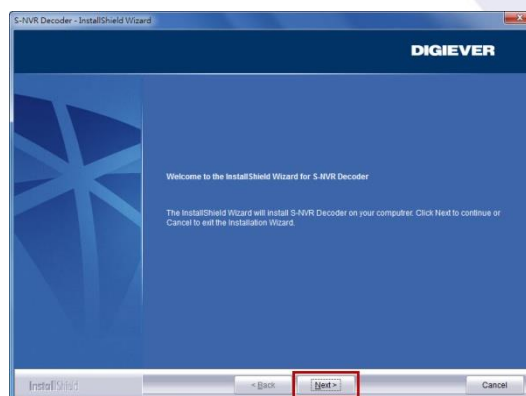 S-NVR Decoder - InstallShield Wizard
DIGIEVER
Welcome to the InstallShield Wizard for S-NVR Decoder
The InstallShield Wizard will install S-NVR Decoder on your computrer. Click Next to continue or
Cancel to exit the Installation Wizard.
InstallShield
< Back
Next >
Cancel